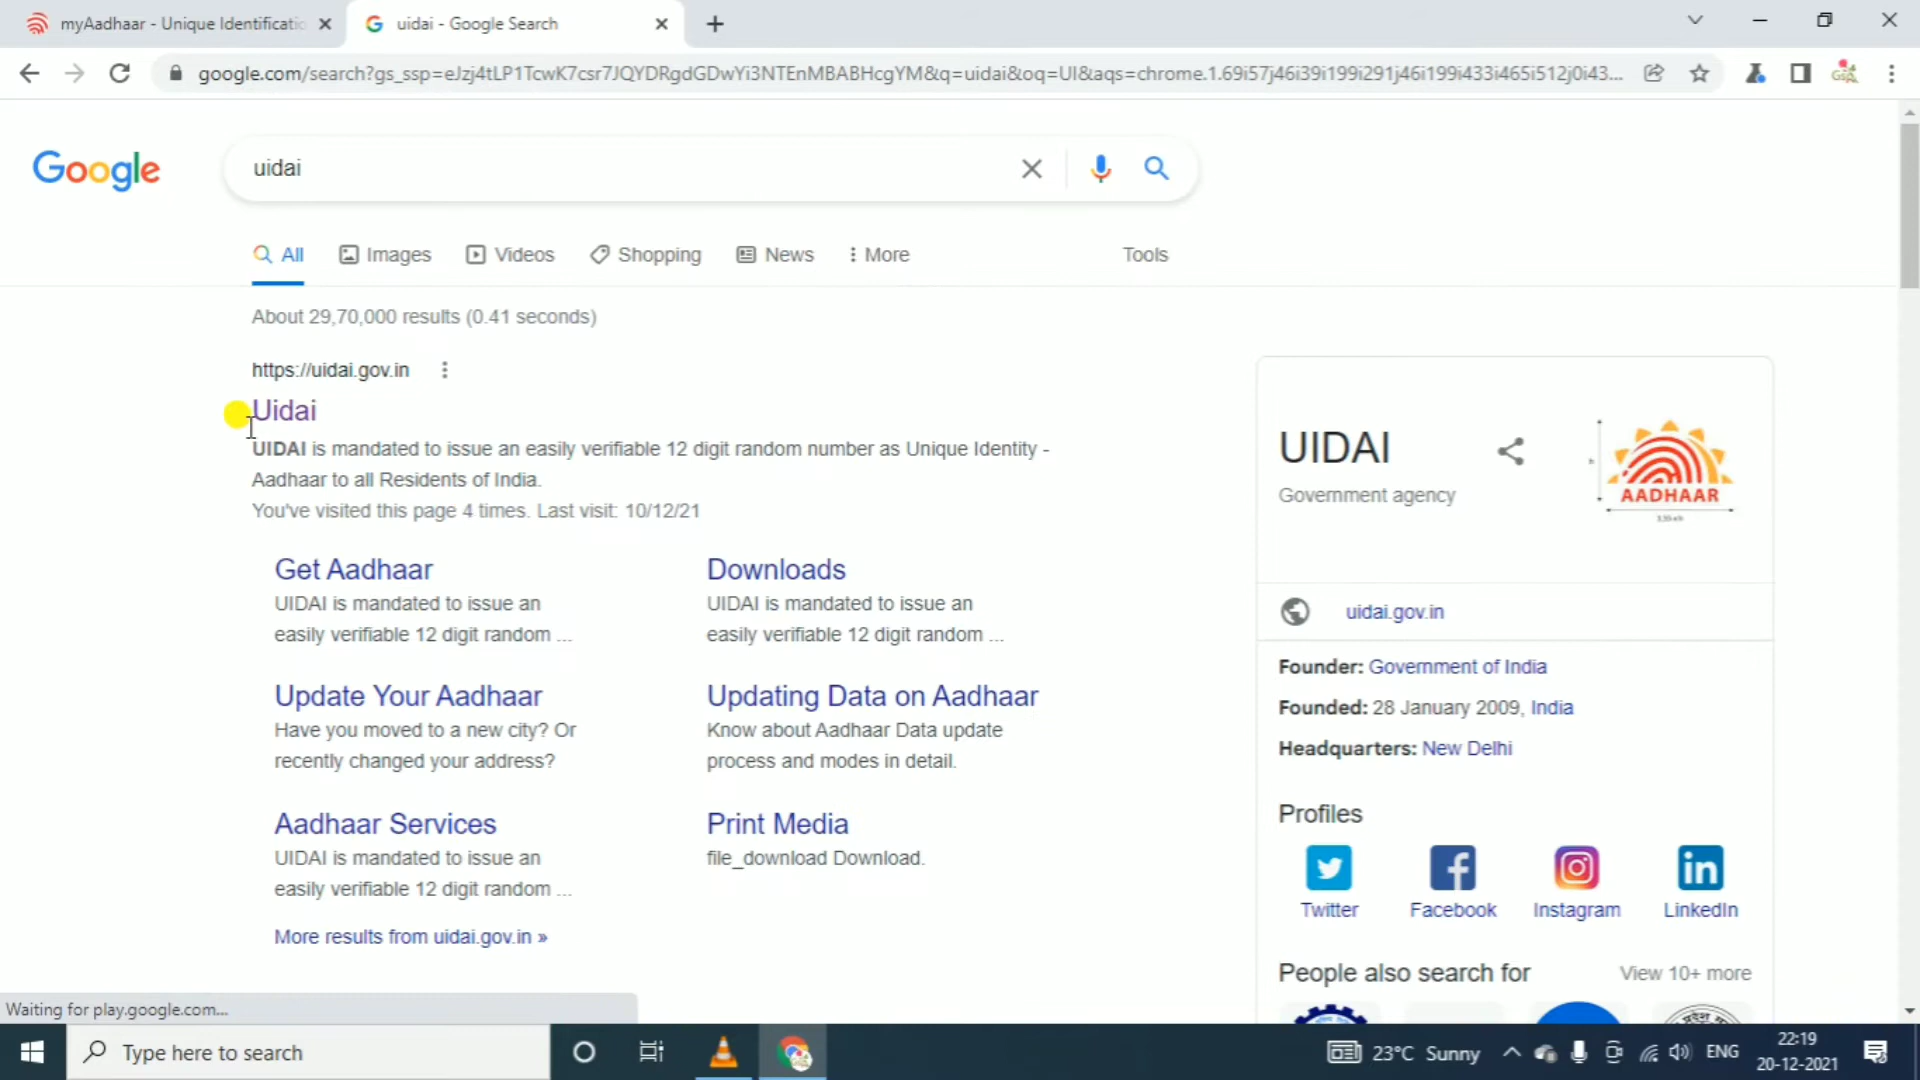 myAadhaar - Unique Identificatio
uidai - Google Search
google.com/search?gs_ssp=eJzj4tLP1TcwK7csr7JQYDRgdGDwYi3NTEnMBABHcgYM&q=uidai&oq=UI&aqs=chrome.1.69i57j46i39i199i291j46i199i433i465i512j0i43...
Google
uidai
All
Images
Videos
Shopping
News
More
Tools
About 29,70,000 results (0.41 seconds)
https://uidai.gov.in
Uidai
UIDAI is mandated to issue an easily verifiable 12 digit random number as Unique Identity -
Aadhaar to all Residents of India.
You've visited this page 4 times. Last visit: 10/12/21
Get Aadhaar
UIDAI is mandated to issue an
easily verifiable 12 digit random ...
Downloads
UIDAI is mandated to issue an
easily verifiable 12 digit random ...
Update Your Aadhaar
Have you moved to a new city? Or
recently changed your address?
Updating Data on Aadhaar
Know about Aadhaar Data update
process and modes in detail.
Aadhaar Services
UIDAI is mandated to issue an
easily verifiable 12 digit random ...
Print Media
file_download Download.
More results from uidai.gov.in »
UIDAI
Government agency
AADHAAR
uidai.gov.in
Founder: Government of India
Founded: 28 January 2009, India
Headquarters: New Delhi
Profiles
Twitter
Facebook
Instagram
LinkedIn
People also search for
View 10+ more
Waiting for play.google.com...
Type here to search
23°C Sunny
ENG
22:19
20-12-2021